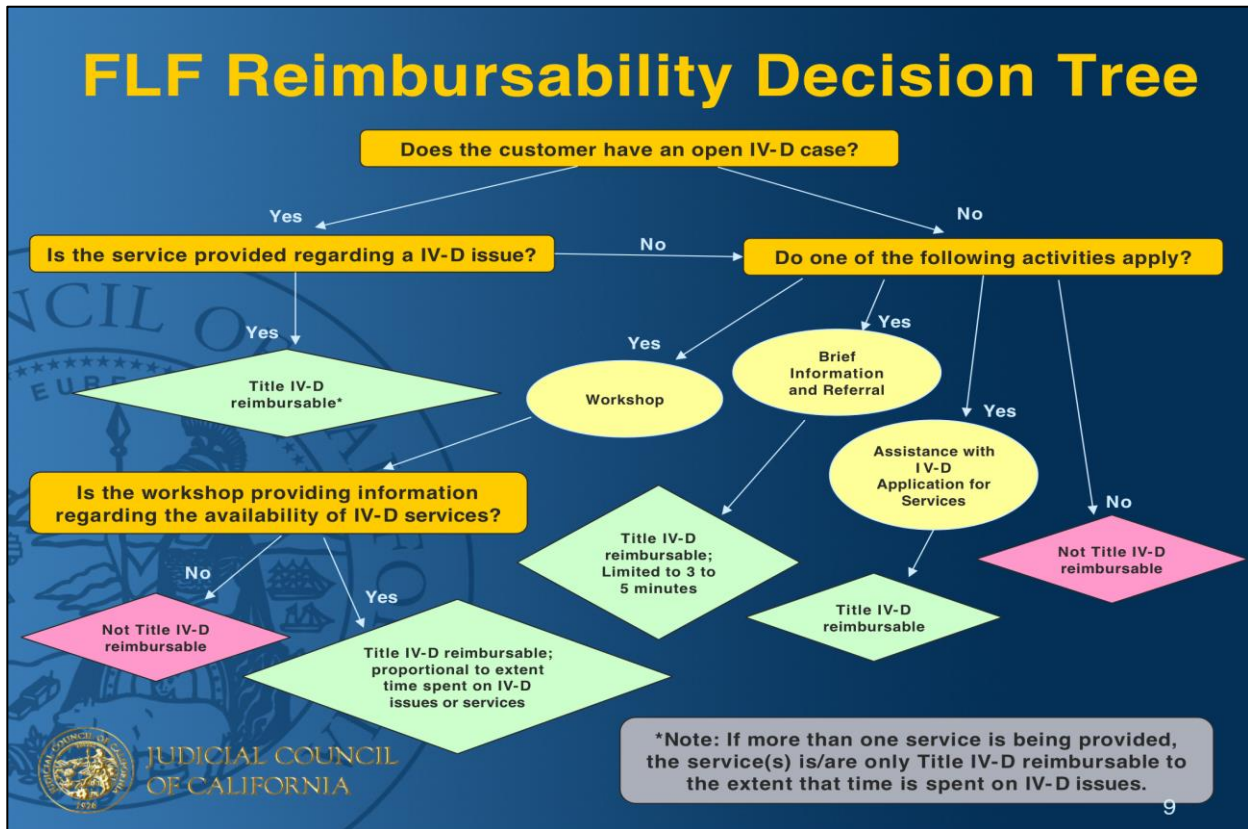 FLF Reimbursability Decision Tree
Does the customer have an open IV-D case?
Yes
No
Is the service provided regarding a IV-D issue?
No
Do one of the following activities apply?
Yes
Title IV-D
reimbursable*
Yes
Workshop
Yes
Brief
Information
and Referral
Yes
Assistance with
IV-D
Application for
Services
No
Not Title IV-D
reimbursable
Is the workshop providing information
regarding the availability of IV-D services?
Title IV-D
reimbursable;
Limited to 3 to
5 minutes
Title IV-D
reimbursable
No
Not Title IV-D
reimbursable
Yes
Title IV-D reimbursable;
proportional to extent
time spent on IV-D
issues or services
JUDICIAL COUNCIL
OF CALIFORNIA
JUDICIAL COUNCIL OF CALIFORNIA
1926
*Note: If more than one service is being provided,
the service(s) is/are only Title IV-D reimbursable to
the extent that time is spent on IV-D issues.
9